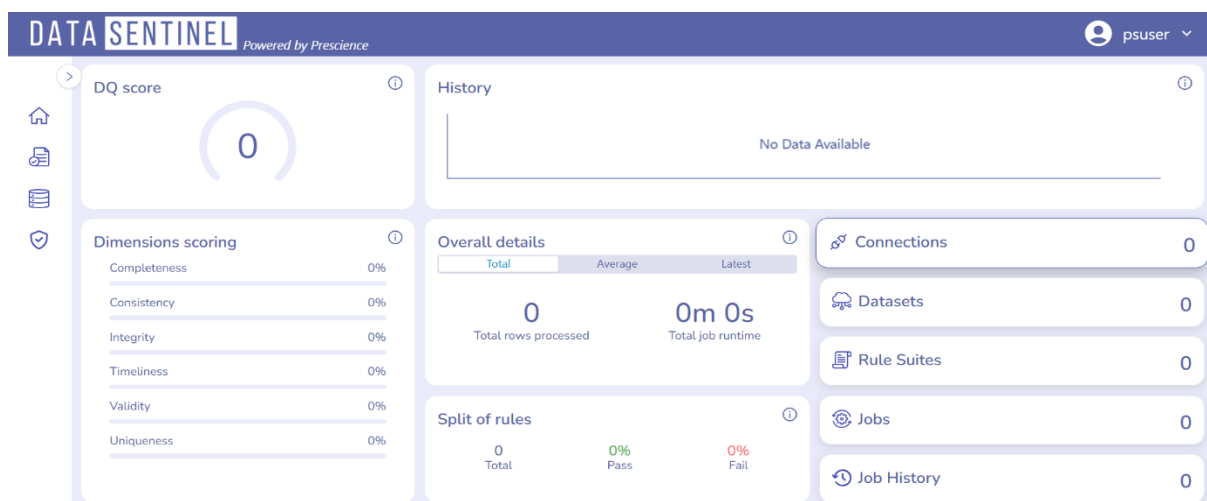 DATA SENTINEL Powered by Prescience
psuser
DQ score
0
History
No Data Available
Dimensions scoring
Completeness 0%
Consistency 0%
Integrity 0%
Timeliness 0%
Validity 0%
Uniqueness 0%
Overall details
Total Average Latest
0 0m 0s
Total rows processed Total job runtime
Split of rules
0 0% 0%
Total Pass Fail
Connections 0
Datasets 0
Rule Suites 0
Jobs 0
Job History 0